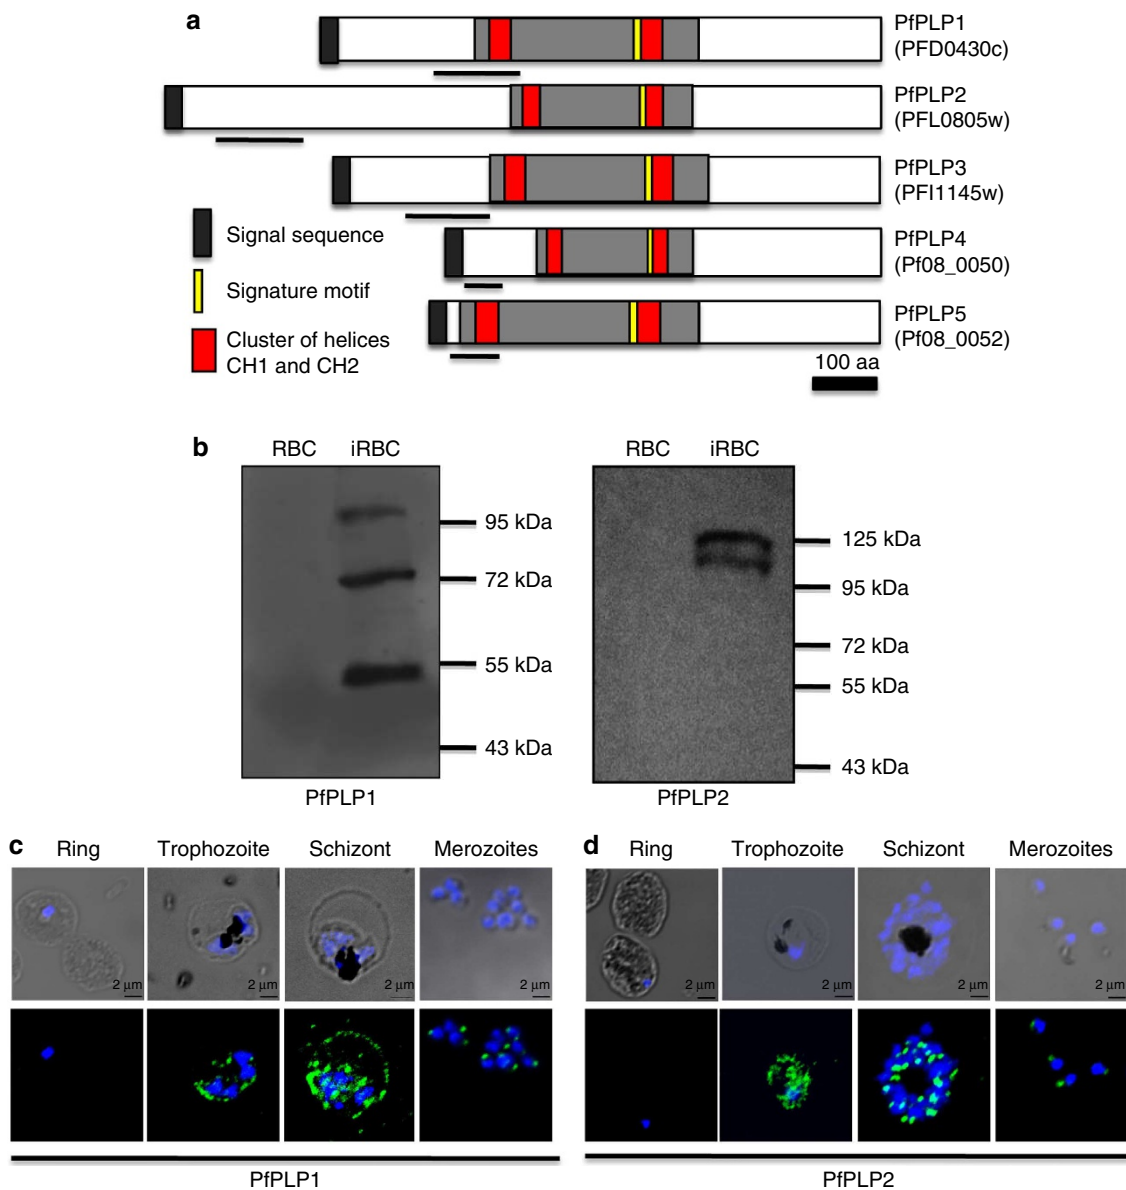 a
PfPLP1
(PFD0430c)
PfPLP2
(PFL0805w)
PfPLP3
(PFI1145w)
PfPLP4
(Pf08_0050)
PfPLP5
(Pf08_0052)
Signal sequence
Signature motif
Cluster of helices
CH1 and CH2
100 aa
b
RBC iRBC
95 kDa
72 kDa
55 kDa
43 kDa
PfPLP1
RBC iRBC
125 kDa
95 kDa
72 kDa
55 kDa
43 kDa
PfPLP2
c
Ring Trophozoite Schizont Merozoites
2 μm 2 μm 2 μm 2 μm
PfPLP1
d
Ring Trophozoite Schizont Merozoites
2 μm 2 μm 2 μm 2 μm
PfPLP2